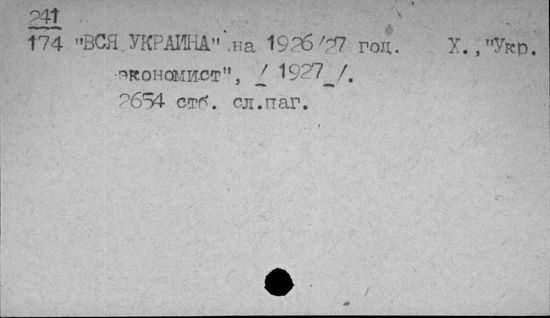 241
174 "ВСЯ УКРАИНА" на 1926/27 год. Х.,"Укр.
экономист", / 1927 /.
2654 стб. сл.паг.